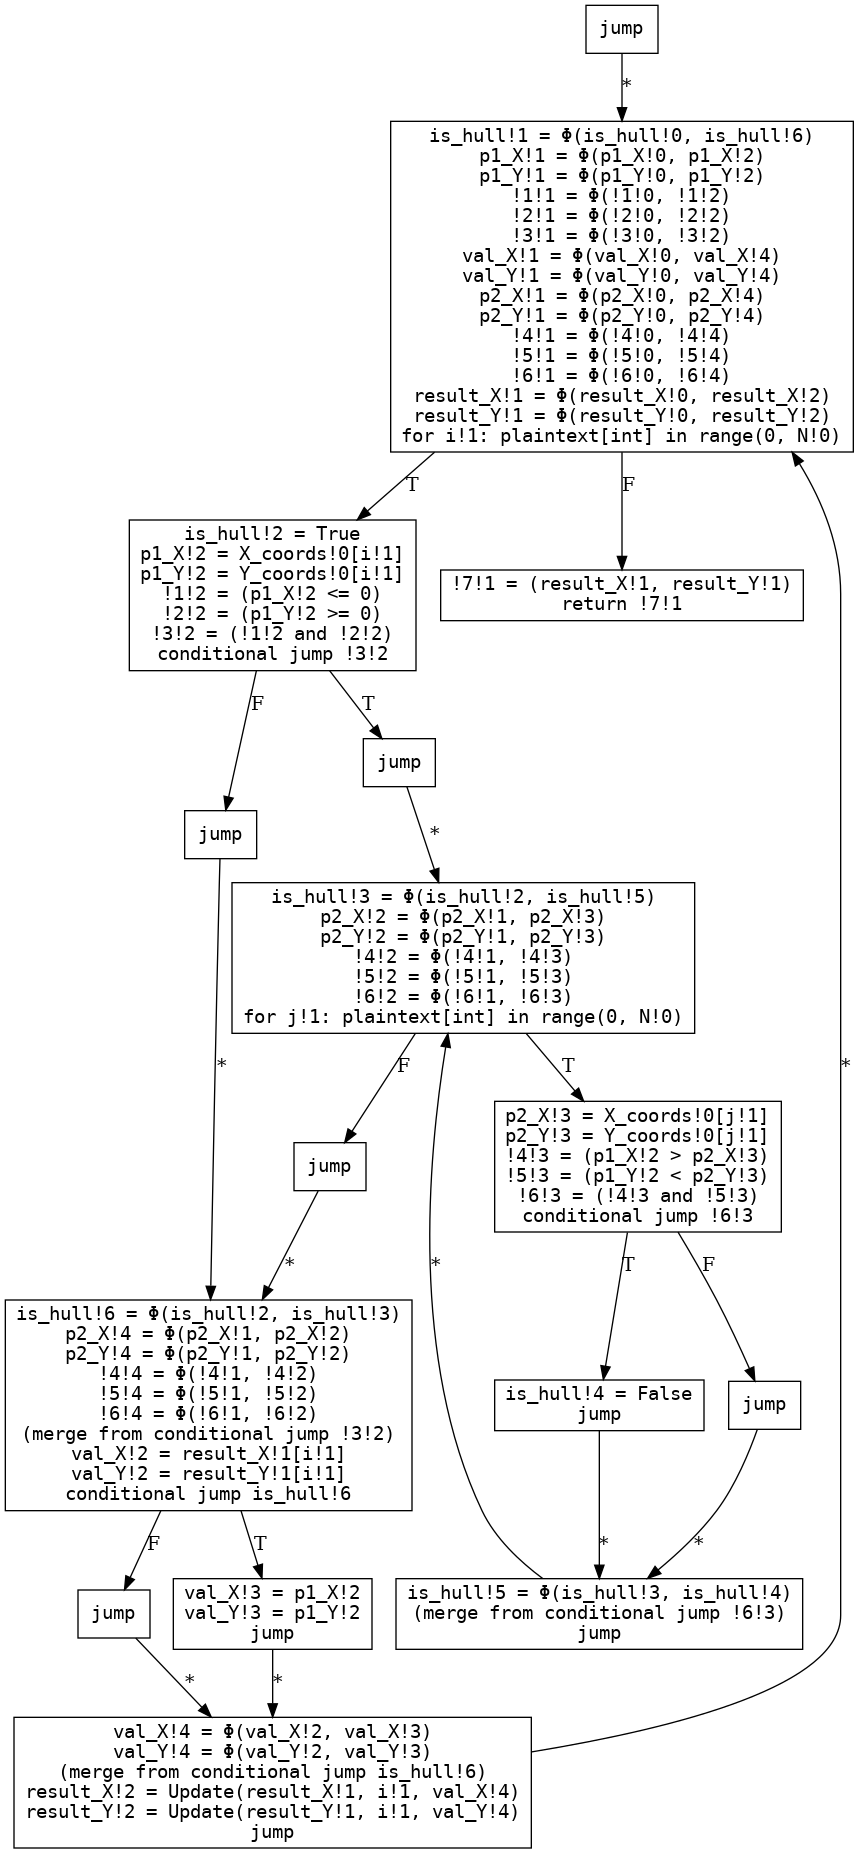 jump
*
is_hull!1 = Φ(is_hull!0, is_hull!6)
p1_X!1 = Φ(p1_X!0, p1_X!2)
p1_Y!1 = Φ(p1_Y!0, p1_Y!2)
!1!1 = Φ(!1!0, !1!2)
!2!1 = Φ(!2!0, !2!2)
!3!1 = Φ(!3!0, !3!2)
val_X!1 = Φ(val_X!0, val_X!4)
val_Y!1 = Φ(val_Y!0, val_Y!4)
p2_X!1 = Φ(p2_X!0, p2_X!4)
p2_Y!1 = Φ(p2_Y!0, p2_Y!4)
!4!1 = Φ(!4!0, !4!4)
!5!1 = Φ(!5!0, !5!4)
!6!1 = Φ(!6!0, !6!4)
result_X!1 = Φ(result_X!0, result_X!2)
result_Y!1 = Φ(result_Y!0, result_Y!2)
for i!1: plaintext[int] in range(0, N!0)
T
F
is_hull!2 = True
p1_X!2 = X_coords!0[i!1]
p1_Y!2 = Y_coords!0[i!1]
!1!2 = (p1_X!2 <= 0)
!2!2 = (p1_Y!2 >= 0)
!3!2 = (!1!2 and !2!2)
conditional jump !3!2
!7!1 = (result_X!1, result_Y!1)
return !7!1
F
T
jump
jump
*
is_hull!3 = Φ(is_hull!2, is_hull!5)
p2_X!2 = Φ(p2_X!1, p2_X!3)
p2_Y!2 = Φ(p2_Y!1, p2_Y!3)
!4!2 = Φ(!4!1, !4!3)
!5!2 = Φ(!5!1, !5!3)
!6!2 = Φ(!6!1, !6!3)
for j!1: plaintext[int] in range(0, N!0)
*
F
T
*
jump
p2_X!3 = X_coords!0[j!1]
p2_Y!3 = Y_coords!0[j!1]
!4!3 = (p1_X!2 > p2_X!3)
!5!3 = (p1_Y!2 < p2_Y!3)
!6!3 = (!4!3 and !5!3)
conditional jump !6!3
*
*
T
F
is_hull!6 = Φ(is_hull!2, is_hull!3)
p2_X!4 = Φ(p2_X!1, p2_X!2)
p2_Y!4 = Φ(p2_Y!1, p2_Y!2)
!4!4 = Φ(!4!1, !4!2)
!5!4 = Φ(!5!1, !5!2)
!6!4 = Φ(!6!1, !6!2)
(merge from conditional jump !3!2)
val_X!2 = result_X!1[i!1]
val_Y!2 = result_Y!1[i!1]
conditional jump is_hull!6
is_hull!4 = False
jump
jump
F
T
*
*
jump
val_X!3 = p1_X!2
val_Y!3 = p1_Y!2
jump
is_hull!5 = Φ(is_hull!3, is_hull!4)
(merge from conditional jump !6!3)
jump
*
*
val_X!4 = Φ(val_X!2, val_X!3)
val_Y!4 = Φ(val_Y!2, val_Y!3)
(merge from conditional jump is_hull!6)
result_X!2 = Update(result_X!1, i!1, val_X!4)
result_Y!2 = Update(result_Y!1, i!1, val_Y!4)
jump